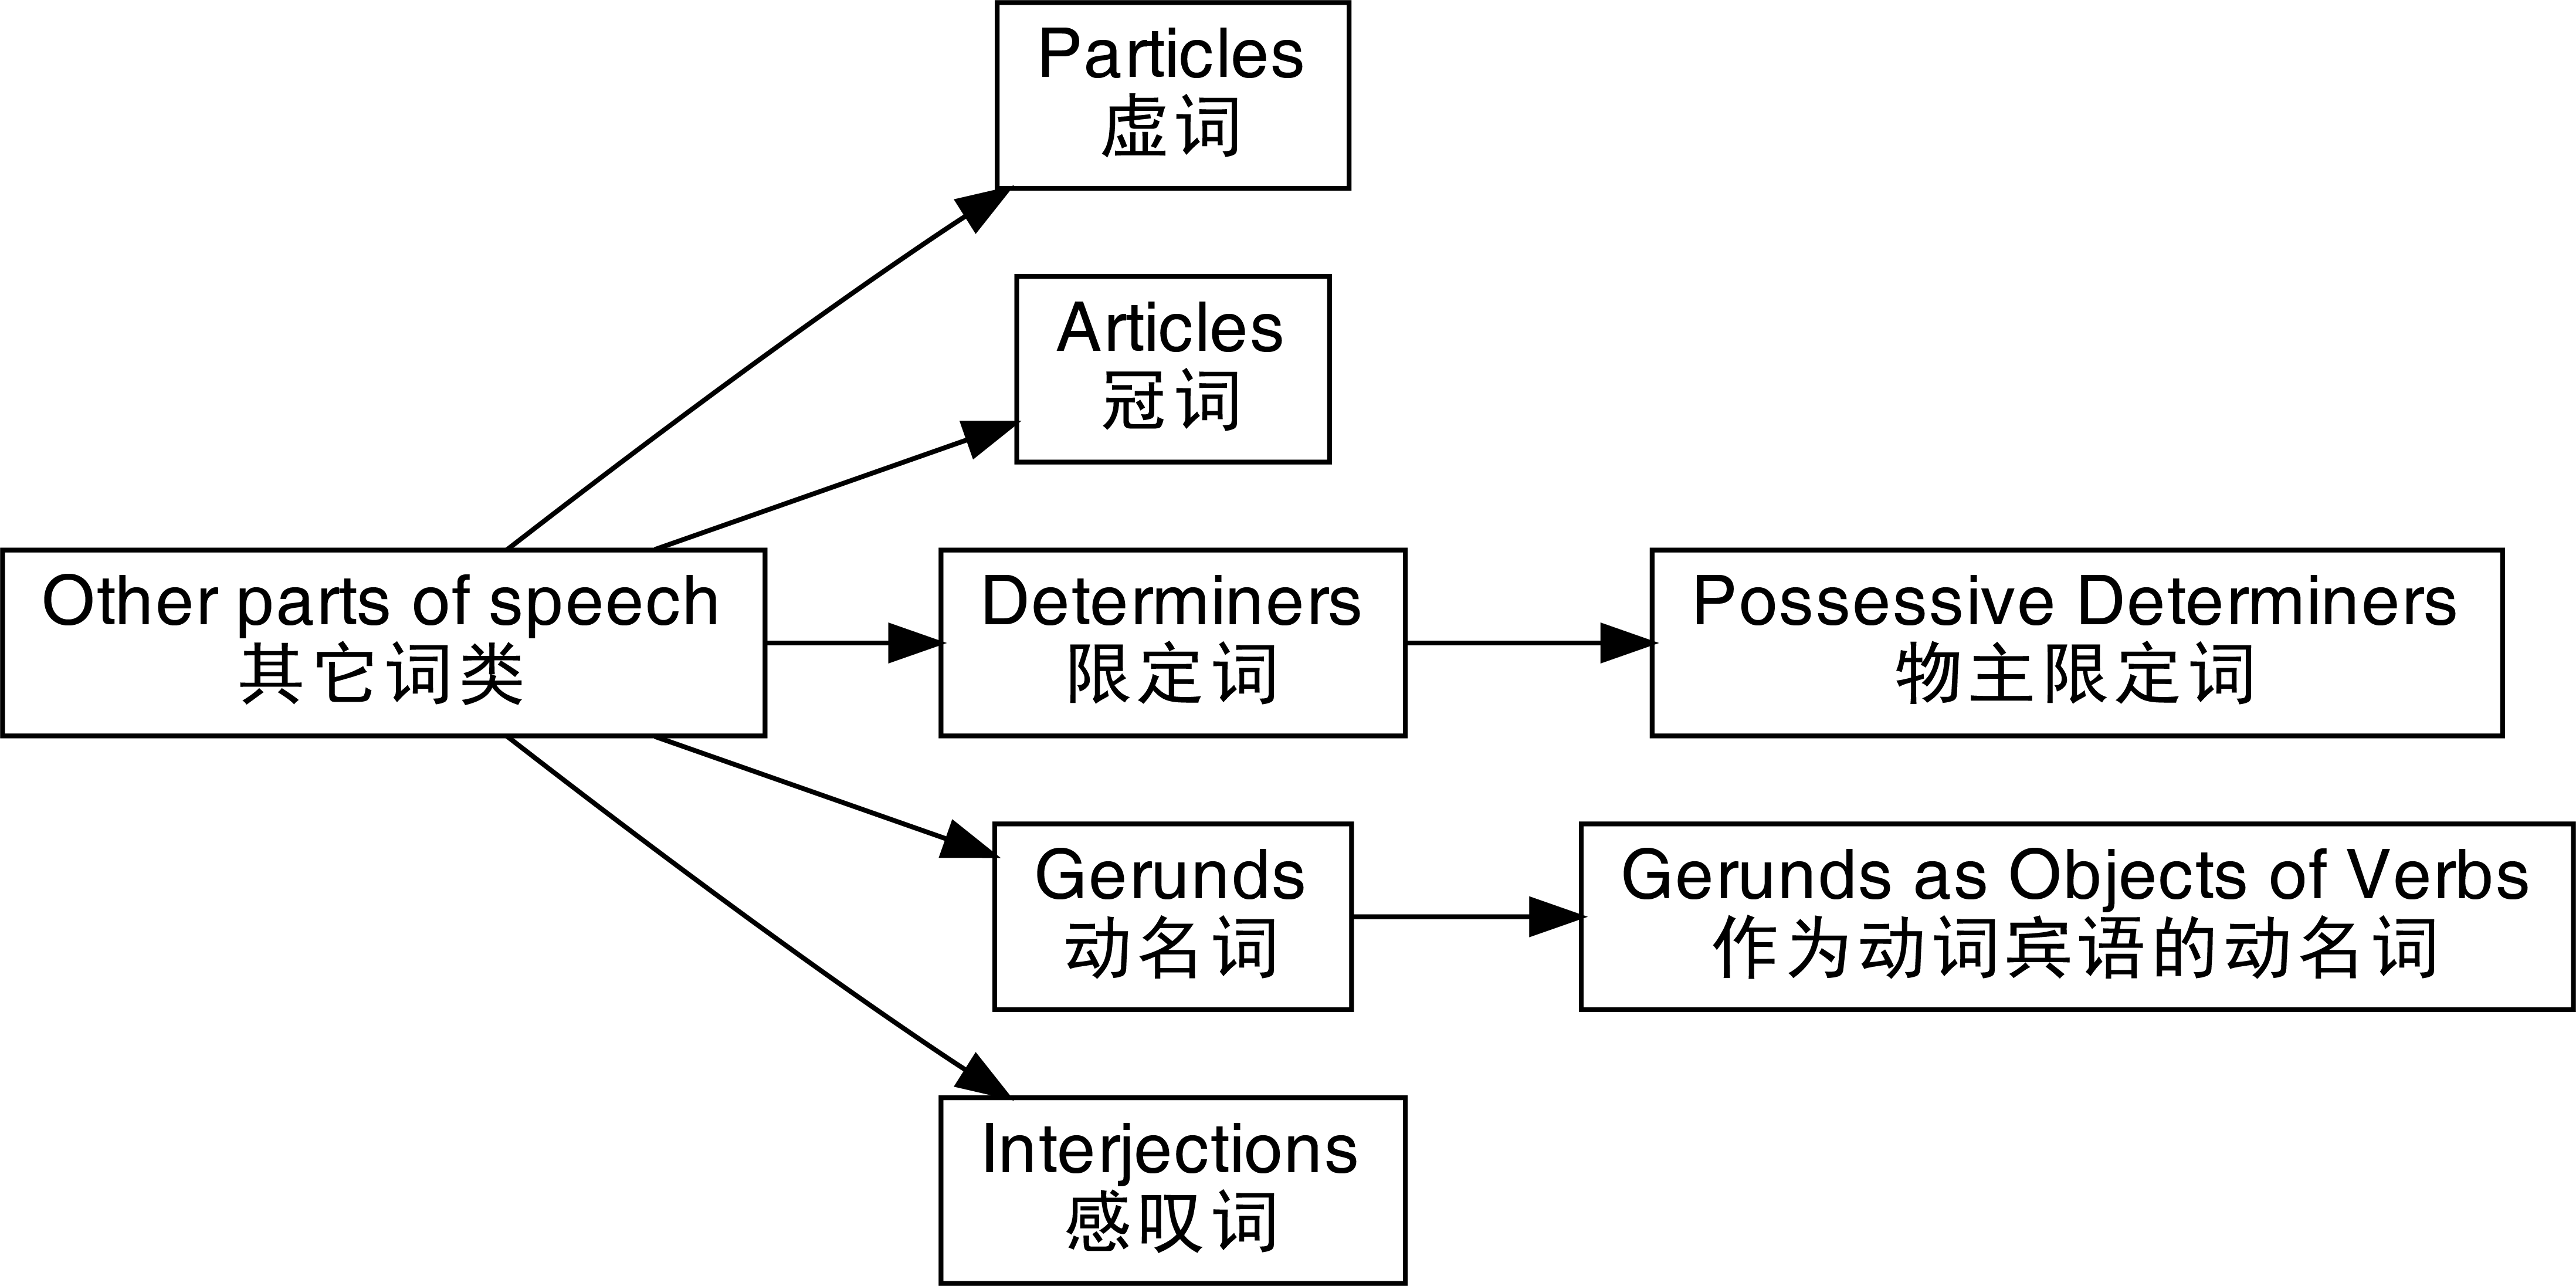 Particles
虚词
Articles
冠词
Other parts of speech
其它词类
Determiners
限定词
Possessive Determiners
物主限定词
Gerunds
动名词
Gerunds as Objects of Verbs
作为动词宾语的动名词
Interjections
感叹词